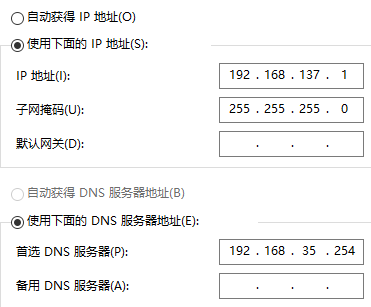 自动获得 IP 地址(O)
使用下面的 IP 地址(S):
IP 地址(I): 192 . 168 . 137 . 1
子网掩码(U): 255 . 255 . 255 . 0
默认网关(D): . . .
自动获得 DNS 服务器地址(B)
使用下面的 DNS 服务器地址(E):
首选 DNS 服务器(P): 192 . 168 . 35 . 254
备用 DNS 服务器(A): . . .